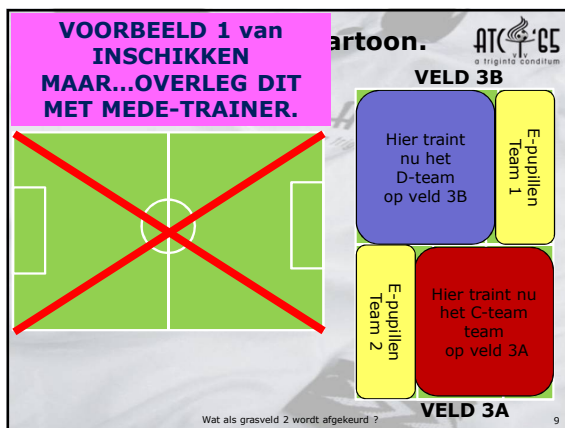 VOORBEELD 1 van
INSCHIKKEN
MAAR...OVERLEG DIT
MET MEDE-TRAINER.
artoon.
ATC '65
a triginta conditum
VELD 3B
Hier traint
nu het
D-team
op veld 3B
E-pupillen
Team 1
E-pupillen
Team 2
Hier traint nu
het C-team
team
op veld 3A
VELD 3A
Wat als grasveld 2 wordt afgekeurd ?
9